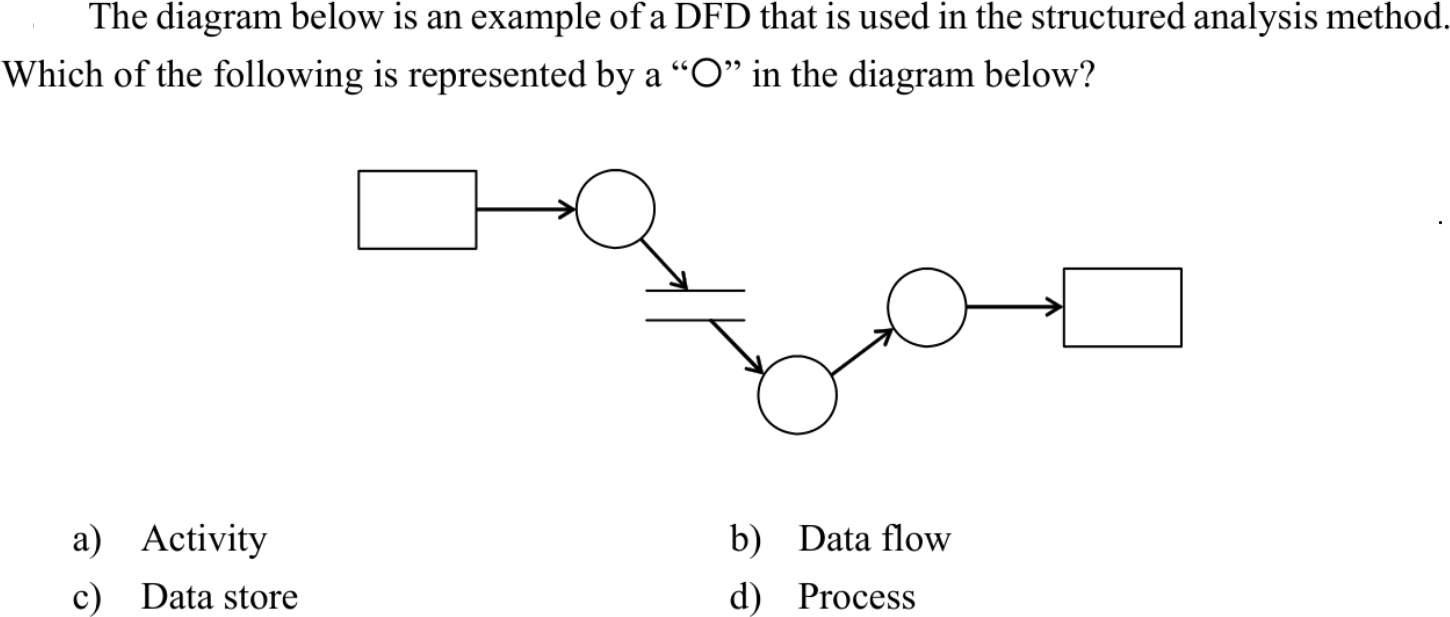 The diagram below is an example of a DFD that is used in the structured analysis method.
Which of the following is represented by a “○” in the diagram below?
a) Activity b) Data flow
c) Data store d) Process